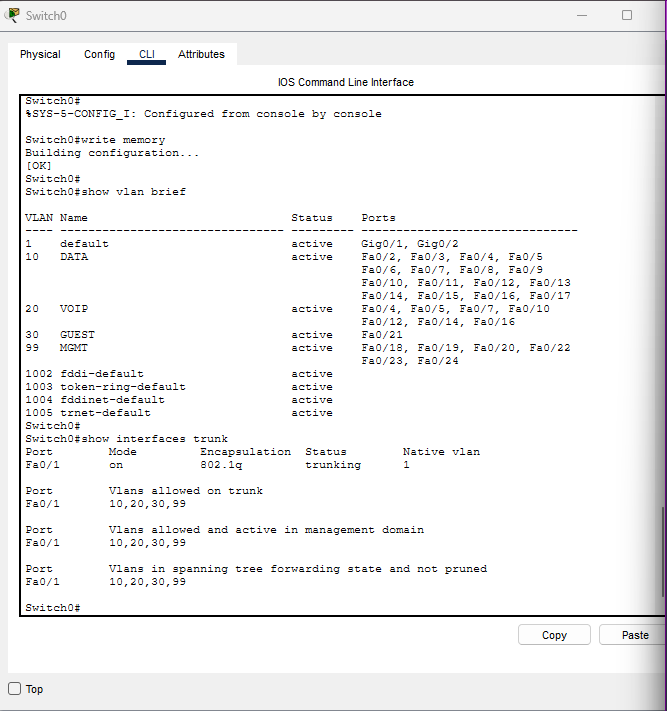 Switch0
Physical Config CLI Attributes
IOS Command Line Interface
Switch0#
%SYS-5-CONFIG_I: Configured from console by console
Switch0#write memory
Building configuration...
[OK]
Switch0#
Switch0#show vlan brief
VLAN Name Status Ports
---- -------------------------------- --------- -------------------------------
1 default active Gig0/1, Gig0/2
10 DATA active Fa0/2, Fa0/3, Fa0/4, Fa0/5
Fa0/6, Fa0/7, Fa0/8, Fa0/9
Fa0/10, Fa0/11, Fa0/12, Fa0/13
Fa0/14, Fa0/15, Fa0/16, Fa0/17
20 VOIP active Fa0/4, Fa0/5, Fa0/7, Fa0/10
Fa0/12, Fa0/14, Fa0/16
30 GUEST active Fa0/21
99 MGMT active Fa0/18, Fa0/19, Fa0/20, Fa0/22
Fa0/23, Fa0/24
1002 fddi-default active
1003 token-ring-default active
1004 fddinet-default active
1005 trnet-default active
Switch0#
Switch0#show interfaces trunk
Port Mode Encapsulation Status Native vlan
Fa0/1 on 802.1q trunking 1
Port Vlans allowed on trunk
Fa0/1 10,20,30,99
Port Vlans allowed and active in management domain
Fa0/1 10,20,30,99
Port Vlans in spanning tree forwarding state and not pruned
Fa0/1 10,20,30,99
Switch0#
Copy Paste
Top